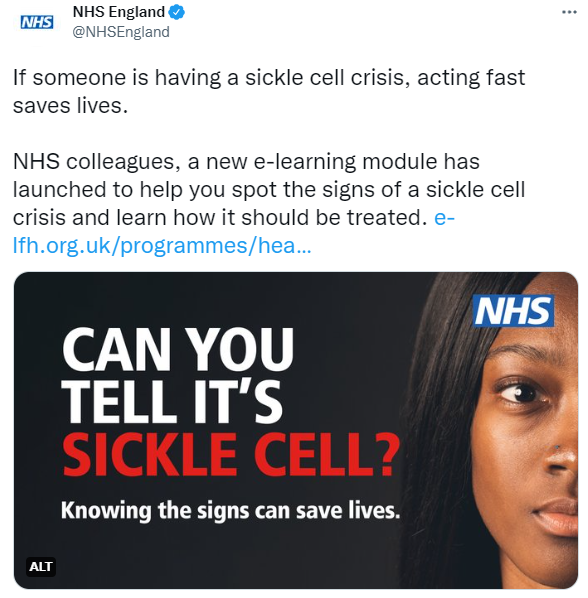 NHS
NHS England
@NHSEngland
If someone is having a sickle cell crisis, acting fast
saves lives.
NHS colleagues, a new e-learning module has
launched to help you spot the signs of a sickle cell
crisis and learn how it should be treated. e-
lfh.org.uk/programmes/hea...
NHS
CAN YOU
TELL IT'S
SICKLE CELL?
Knowing the signs can save lives.
ALT